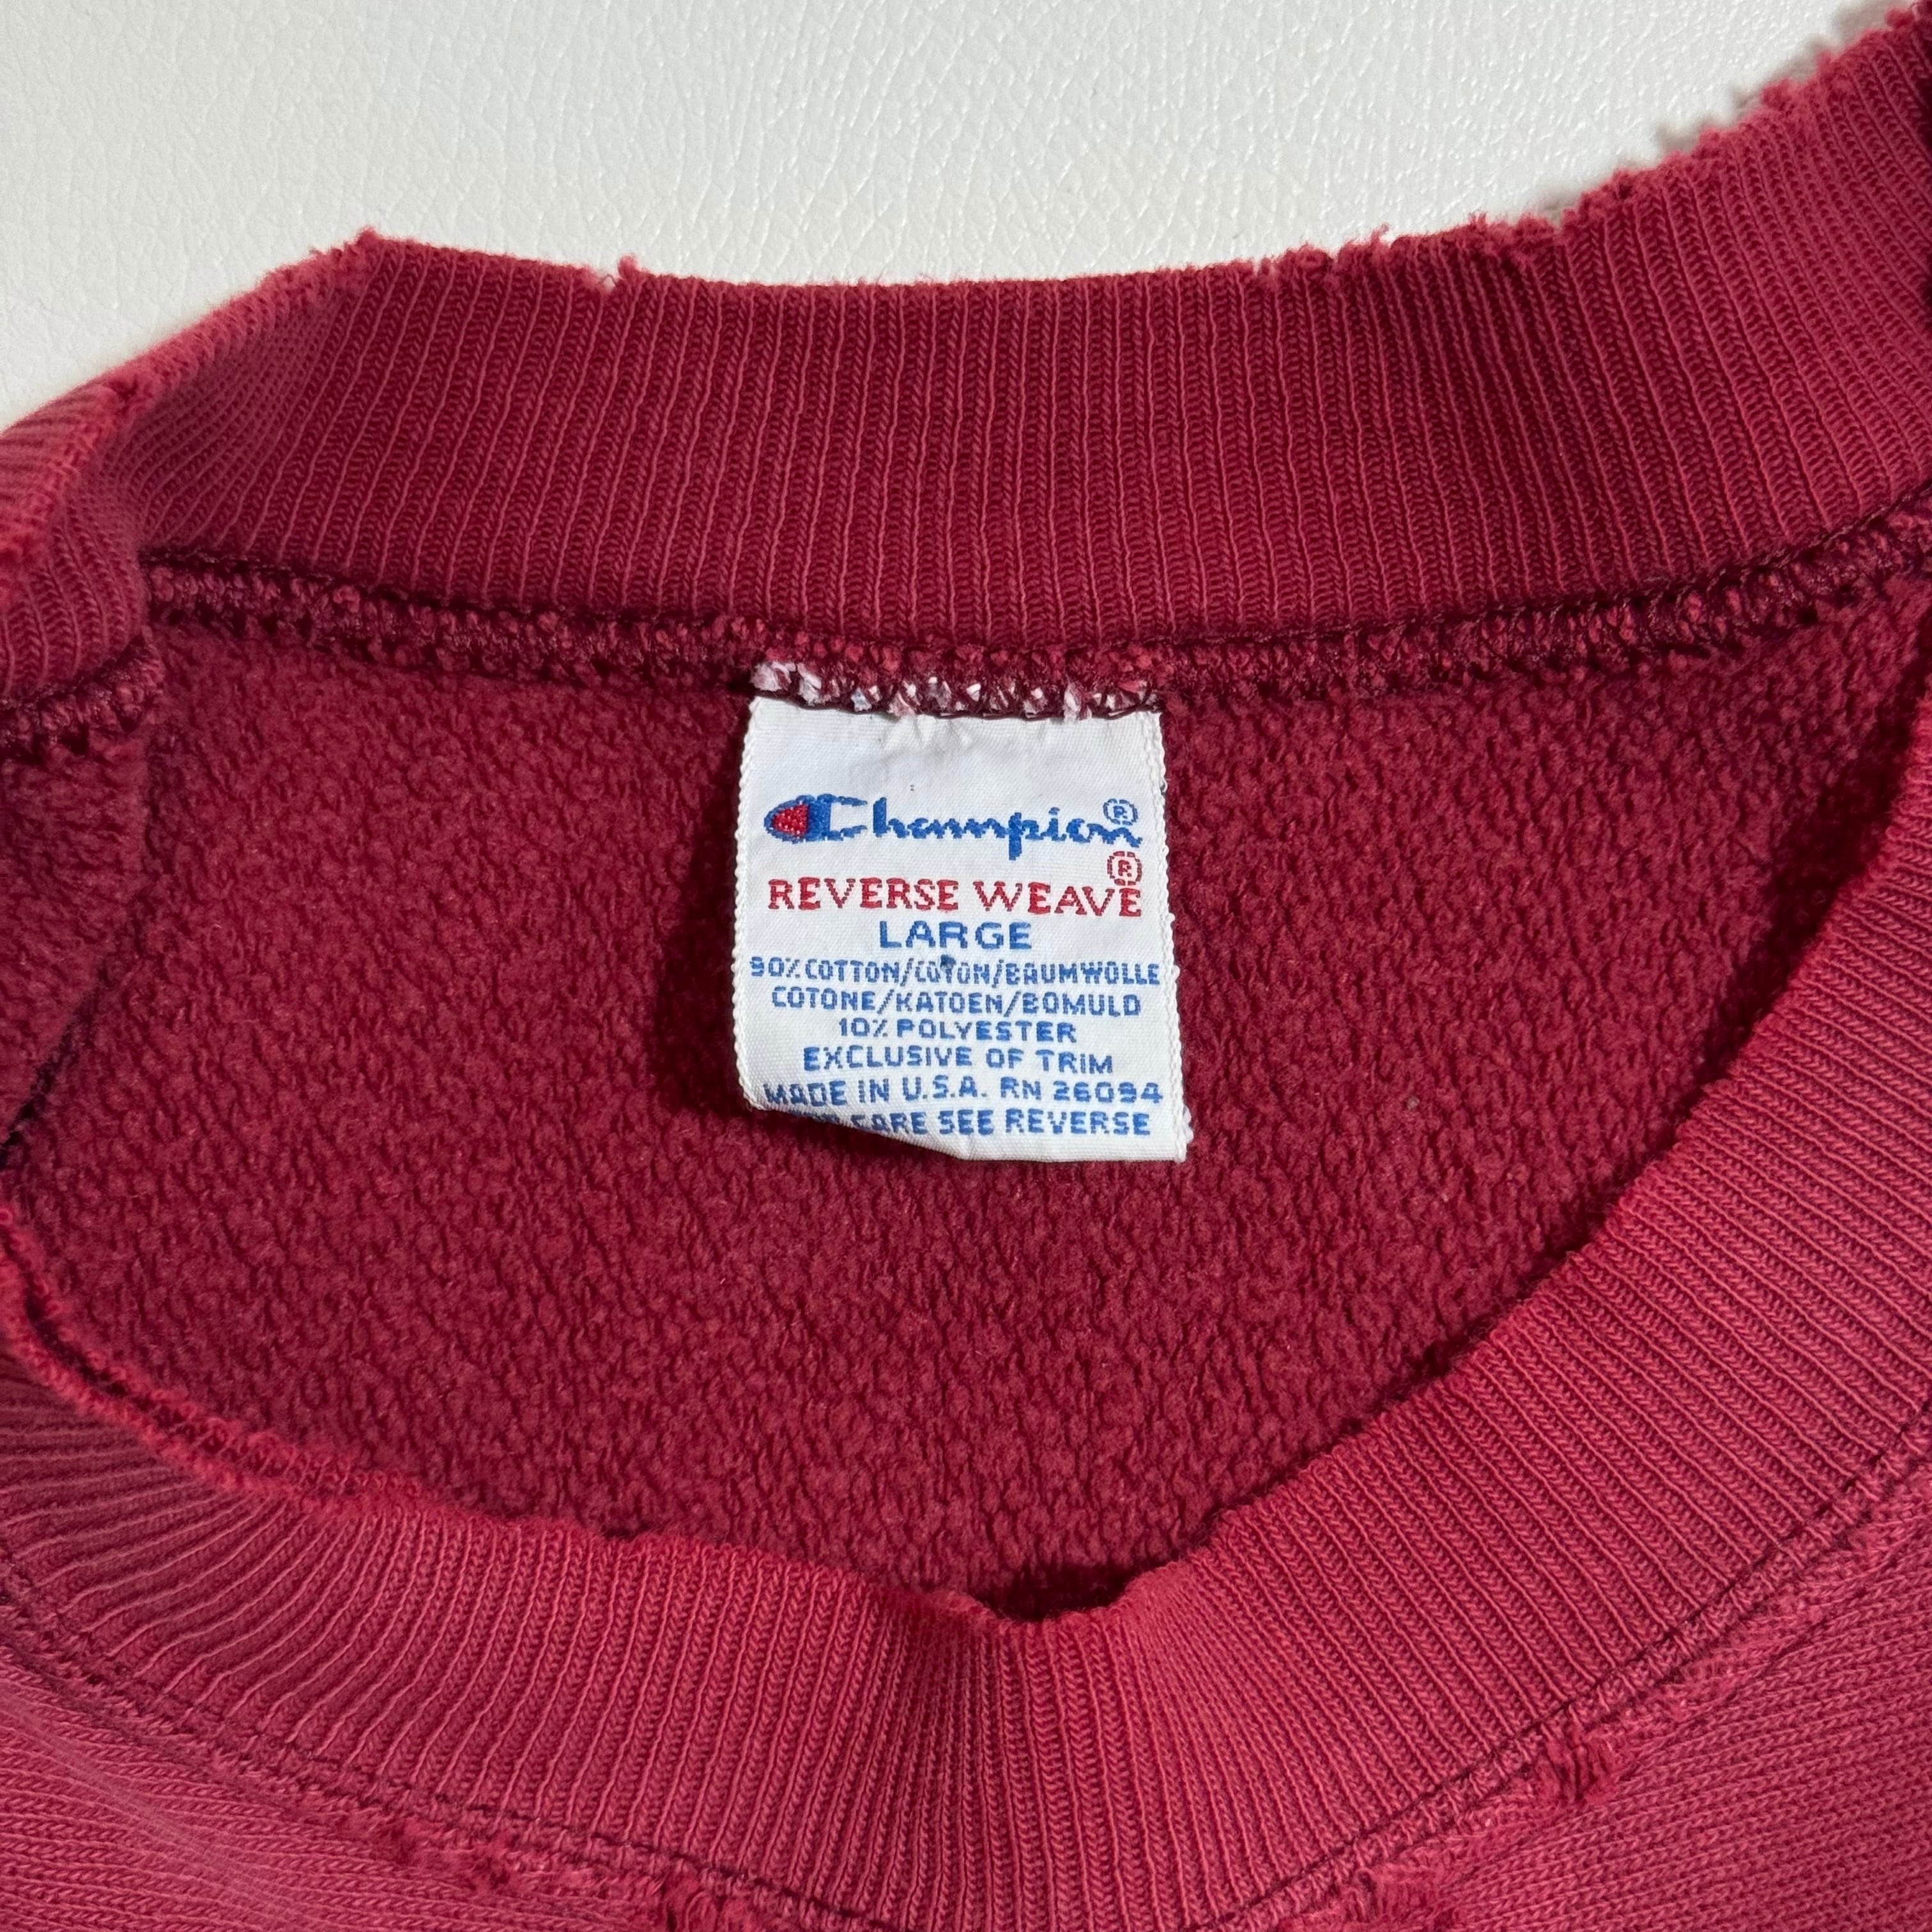 Champion®
REVERSE WEAVE®
LARGE
90% COTTON/COTON/BAUMWOLLE
COTONE/KATOEN/BOMULD
10% POLYESTER
EXCLUSIVE OF TRIM
MADE IN U.S.A. RN 26094
CARE SEE REVERSE